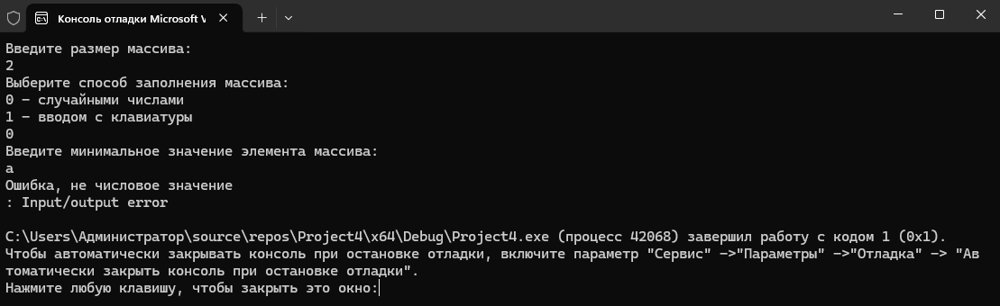 Консоль отладки Microsoft V
Введите размер массива:
2
Выберите способ заполнения массива:
0 - случайными числами
1 - вводом с клавиатуры
0
Введите минимальное значение элемента массива:
а
Ошибка, не числовое значение
: Input/output error
C:\Users\Администратор\source\repos\Project4\x64\Debug\Project4.exe (процесс 42068) завершил работу с кодом 1 (0x1).
Чтобы автоматически закрывать консоль при остановке отладки, включите параметр "Сервис" ->"Параметры" ->"Отладка" -> "Ав
томатически закрыть консоль при остановке отладки".
Нажмите любую клавишу, чтобы закрыть это окно: